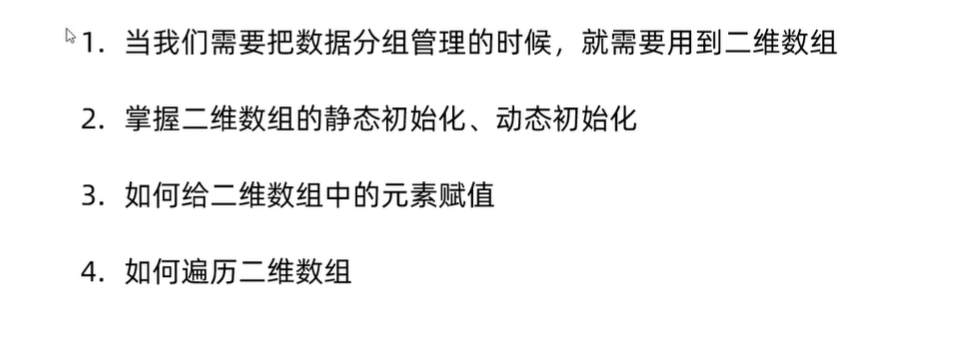 1. 当我们需要把数据分组管理的时候，就需要用到二维数组
2. 掌握二维数组的静态初始化、动态初始化
3. 如何给二维数组中的元素赋值
4. 如何遍历二维数组